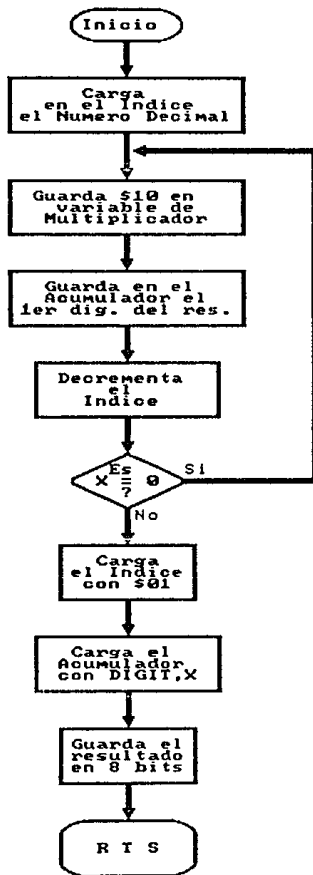 Inicio
Carga
en el Indice
el Numero Decimal
Guarda $10 en
variable de
Multiplicador
Guarda en el
Acumulador el
1er dig. del res.
Decrementa
el
Indice
Es
X = 0
?
Si
No
Carga
el Indice
con $01
Carga el
Acumulador
con DIGIT,X
Guarda el
resultado
en 8 bits
R T S